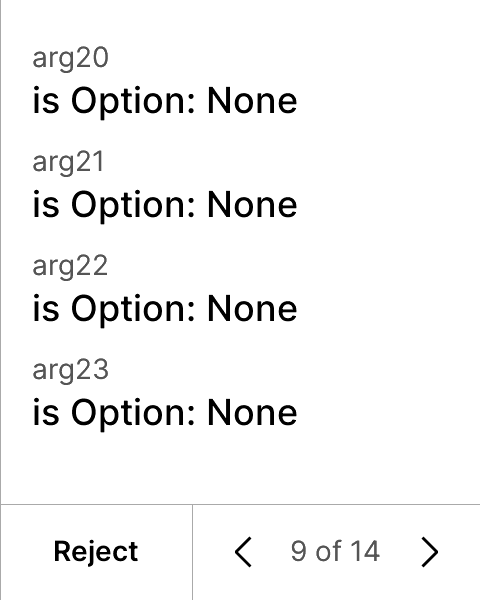 arg20
is Option: None
arg21
is Option: None
arg22
is Option: None
arg23
is Option: None
Reject
9 of 14